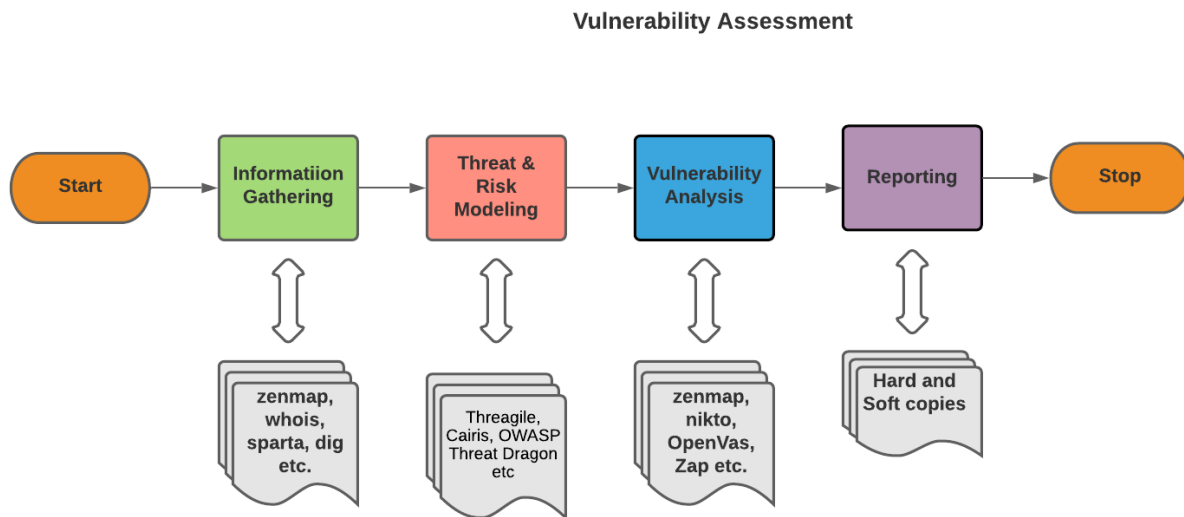 Vulnerability Assessment
Start
Informatiion
Gathering
Threat &
Risk
Modeling
Vulnerability
Analysis
Reporting
Stop
zenmap,
whois,
sparta, dig
etc.
Threagile,
Cairis, OWASP
Threat Dragon
etc
zenmap,
nikto,
OpenVas,
Zap etc.
Hard and
Soft copies